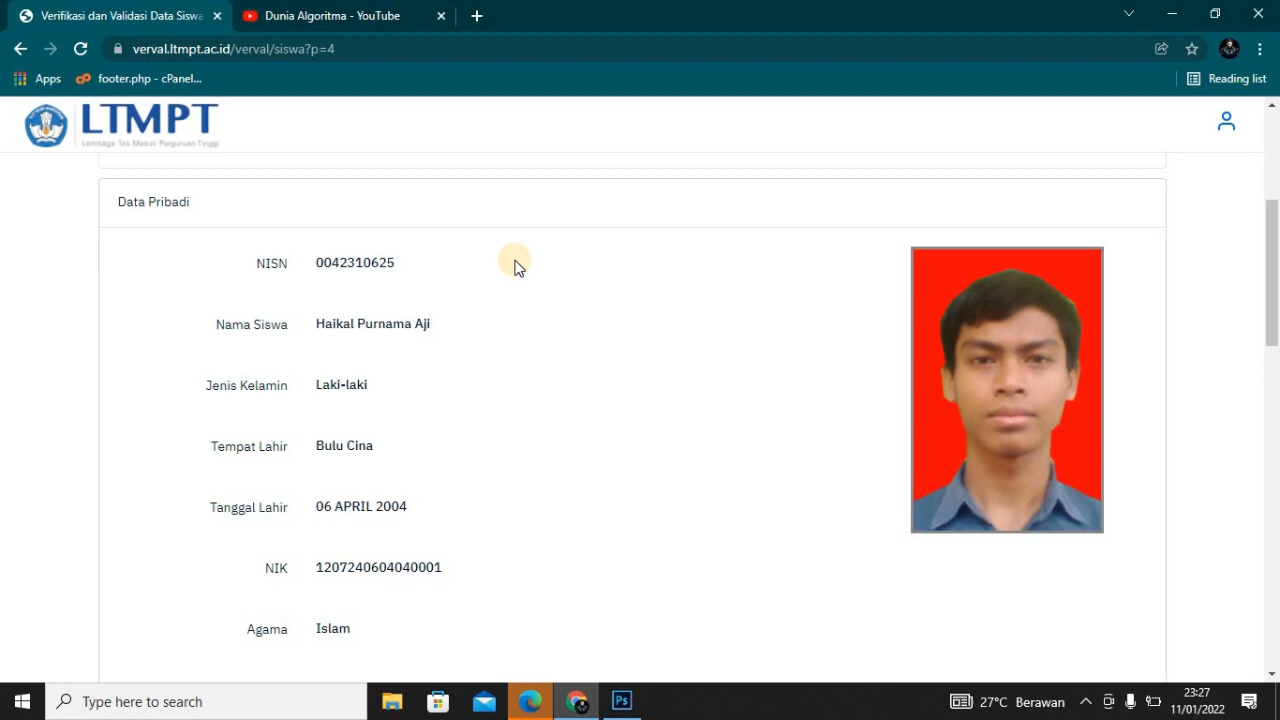 Verifikasi dan Validasi Data Siswa
Dunia Algoritma - YouTube
verval.ltmpt.ac.id/verval/siswa?p=4
Apps
footer.php - cPanel...
Reading list
LTMPT
Lembaga Tes Masuk Perguruan Tinggi
Data Pribadi
NISN 0042310625
Nama Siswa Haikal Purnama Aji
Jenis Kelamin Laki-laki
Tempat Lahir Bulu Cina
Tanggal Lahir 06 APRIL 2004
NIK 1207240604040001
Agama Islam
Type here to search
Ps
27°C Berawan
23:27
11/01/2022